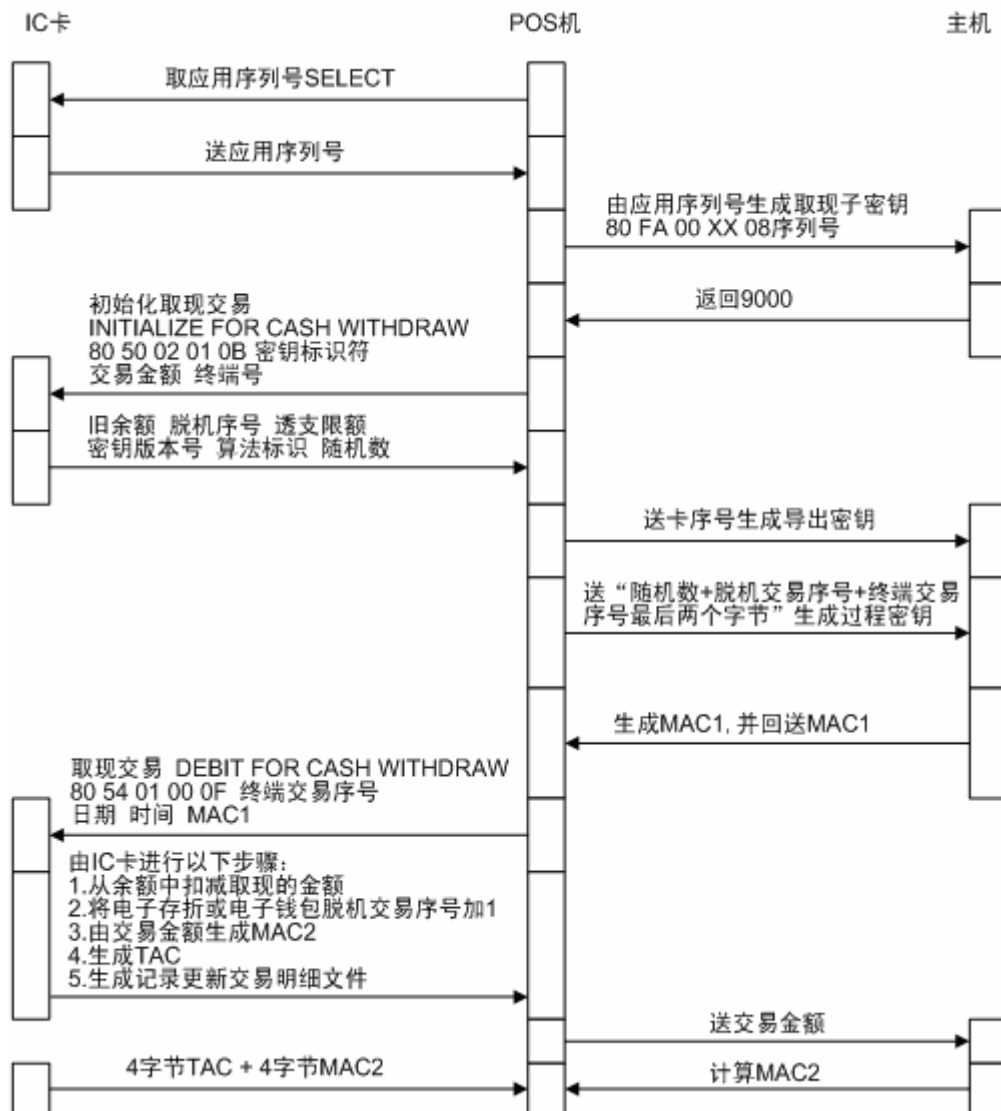 IC卡
POS机
主机
取应用序列号SELECT
送应用序列号
由应用序列号生成取现子密钥
80 FA 00 XX 08序列号
返回9000
初始化取现交易
INITIALIZE FOR CASH WITHDRAW
80 50 02 01 0B 密钥标识符
交易金额 终端号
旧余额 脱机序号 透支限额
密钥版本号 算法标识 随机数
送卡序号生成导出密钥
送“随机数+脱机交易序号+终端交易
序号最后两个字节”生成过程密钥
生成MAC1, 并回送MAC1
取现交易 DEBIT FOR CASH WITHDRAW
80 54 01 00 0F 终端交易序号
日期 时间 MAC1
由IC卡进行以下步骤：
1.从余额中扣减取现的金额
2.将电子存折或电子钱包脱机交易序号加1
3.由交易金额生成MAC2
4.生成TAC
5.生成记录更新交易明细文件
送交易金额
4字节TAC + 4字节MAC2
计算MAC2